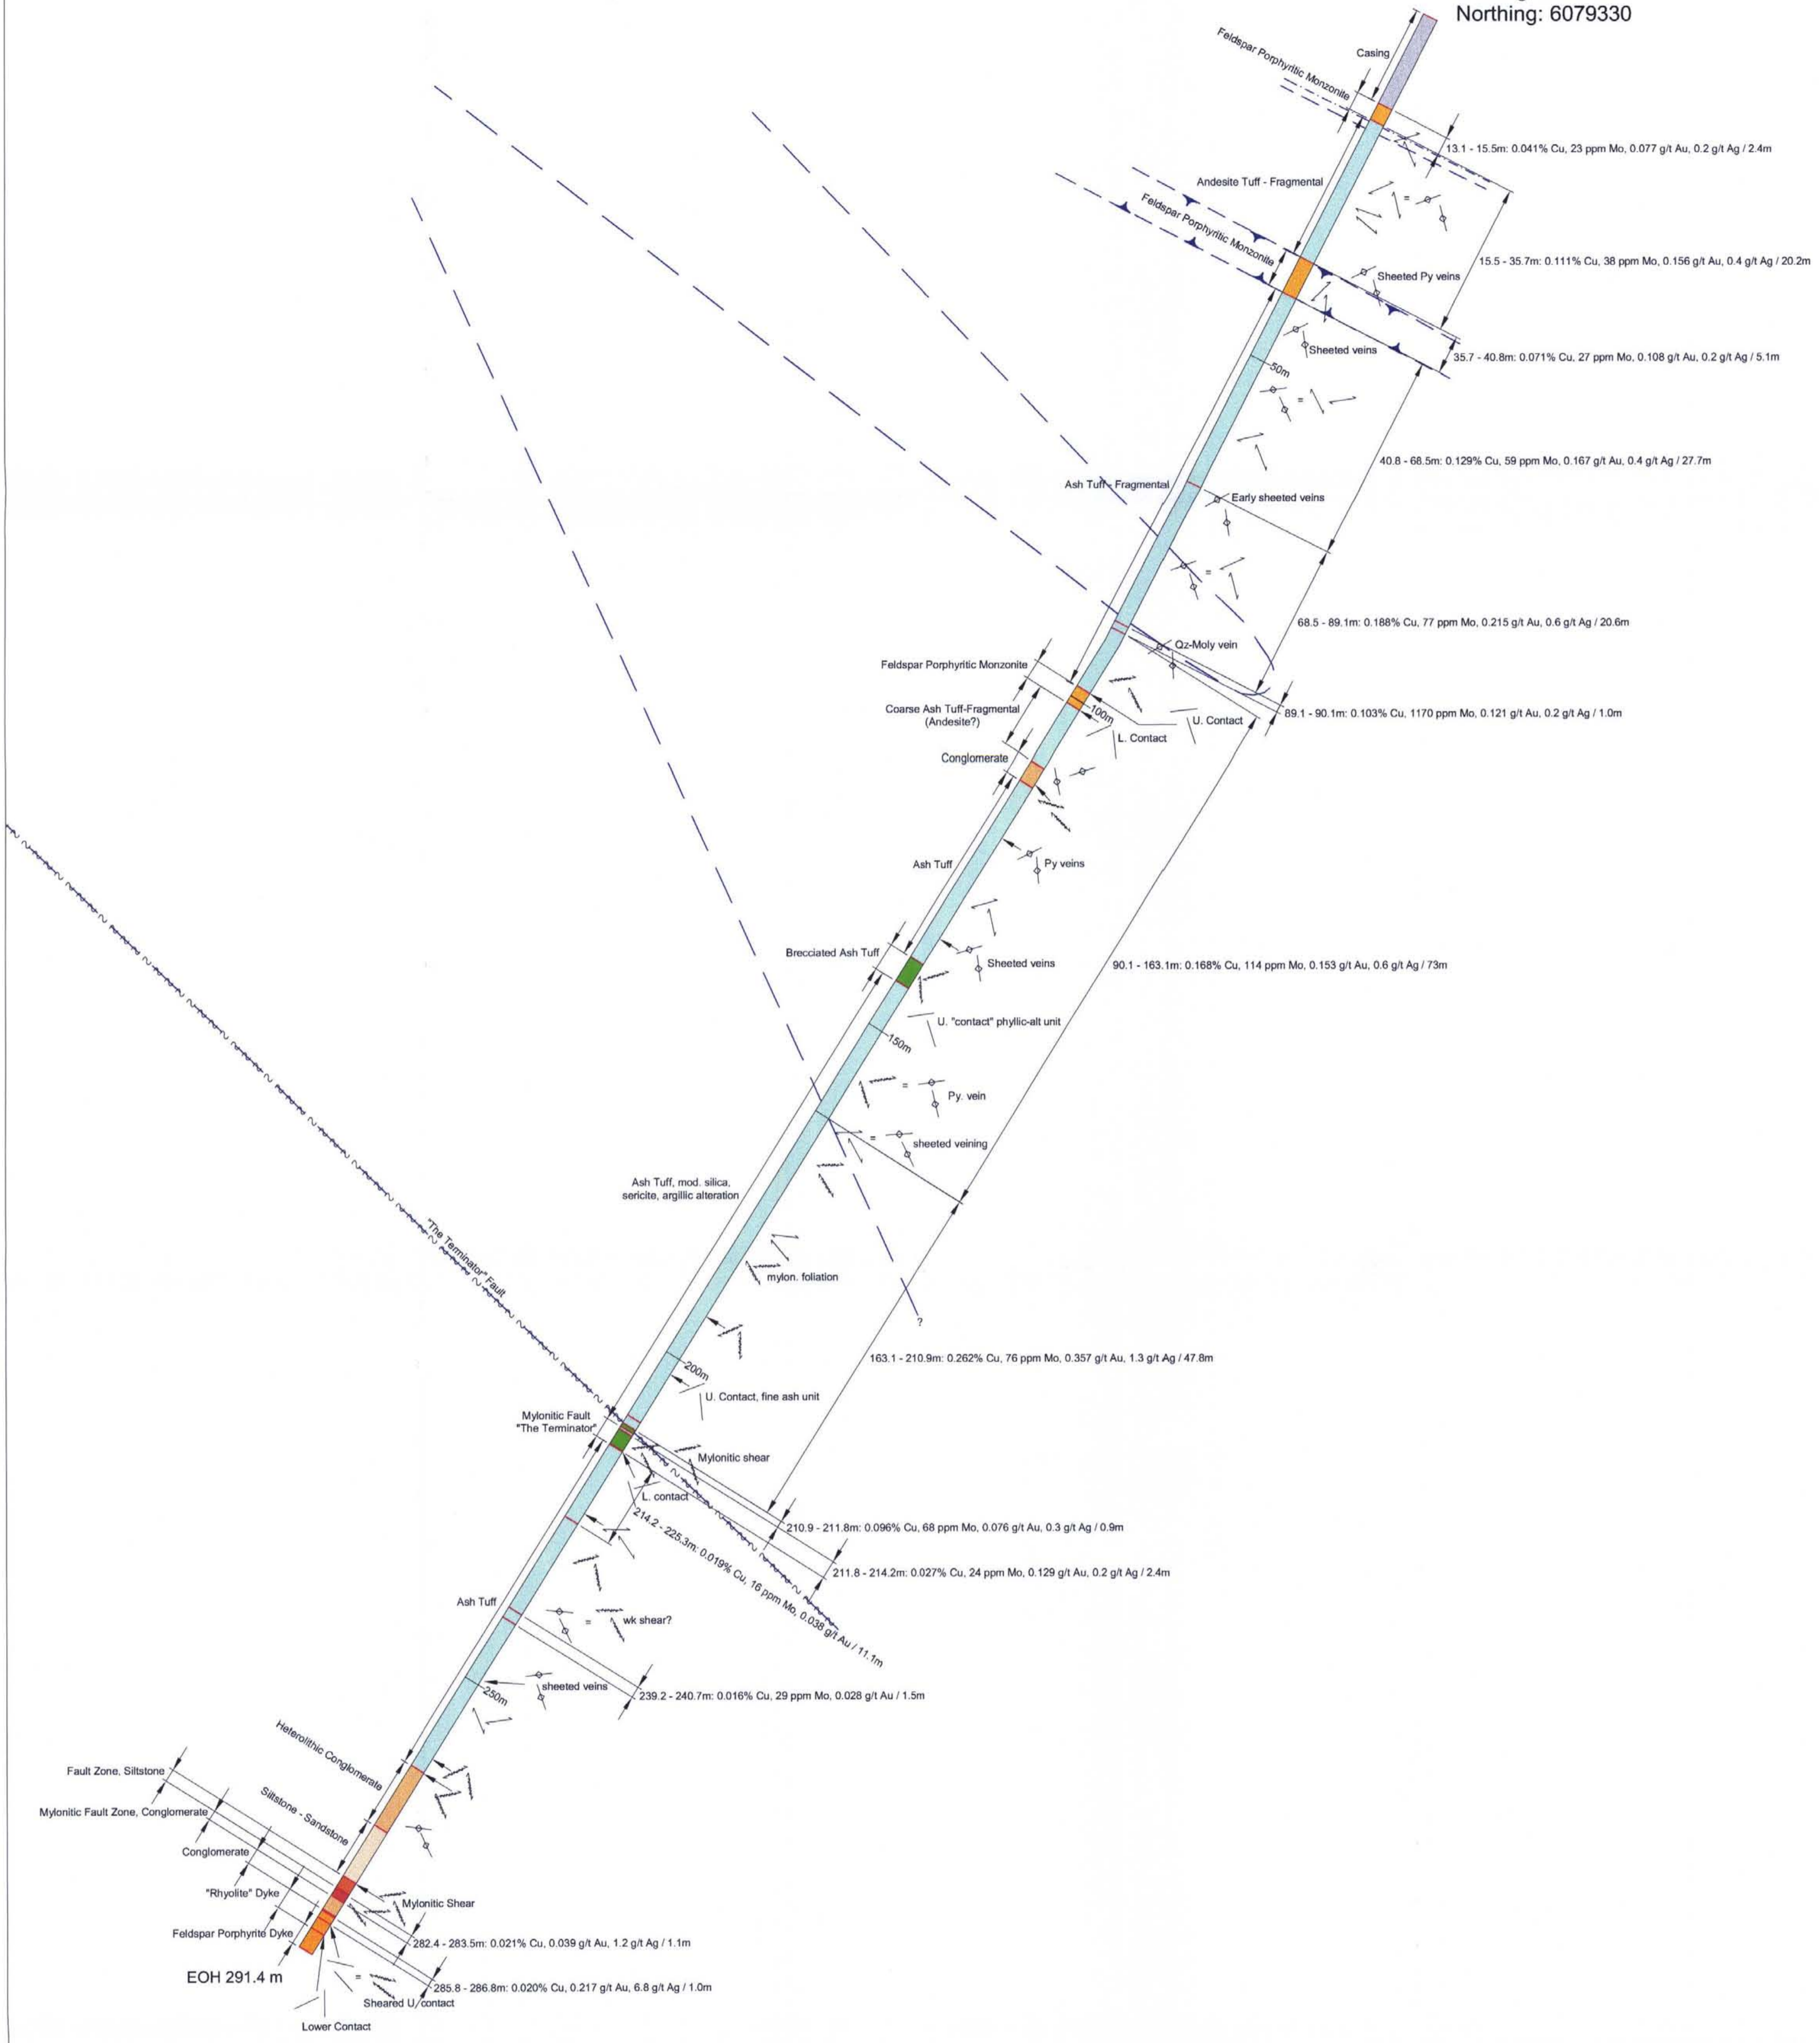 Northing: 6079330
Feldspar Porphyritic Monzonite
Casing
13.1 - 15.5m: 0.041% Cu, 23 ppm Mo, 0.077 g/t Au, 0.2 g/t Ag / 2.4m
Andesite Tuff - Fragmental
=
Feldspar Porphyritic Monzonite
15.5 - 35.7m: 0.111% Cu, 38 ppm Mo, 0.156 g/t Au, 0.4 g/t Ag / 20.2m
Sheeted Py veins
Sheeted veins
35.7 - 40.8m: 0.071% Cu, 27 ppm Mo, 0.108 g/t Au, 0.2 g/t Ag / 5.1m
50m
=
40.8 - 68.5m: 0.129% Cu, 59 ppm Mo, 0.167 g/t Au, 0.4 g/t Ag / 27.7m
Ash Tuff - Fragmental
Early sheeted veins
=
68.5 - 89.1m: 0.188% Cu, 77 ppm Mo, 0.215 g/t Au, 0.6 g/t Ag / 20.6m
Qz-Moly vein
Feldspar Porphyritic Monzonite
Coarse Ash Tuff-Fragmental
(Andesite?)
100m
89.1 - 90.1m: 0.103% Cu, 1170 ppm Mo, 0.121 g/t Au, 0.2 g/t Ag / 1.0m
U. Contact
L. Contact
Conglomerate
Ash Tuff
Py veins
Brecciated Ash Tuff
Sheeted veins
90.1 - 163.1m: 0.168% Cu, 114 ppm Mo, 0.153 g/t Au, 0.6 g/t Ag / 73m
U. "contact" phyllic-alt unit
150m
=
Py. vein
=
sheeted veining
Ash Tuff, mod. silica,
sericite, argillic alteration
"The Terminator" Fault
mylon. foliation
?
163.1 - 210.9m: 0.262% Cu, 76 ppm Mo, 0.357 g/t Au, 1.3 g/t Ag / 47.8m
200m
U. Contact, fine ash unit
Mylonitic Fault
"The Terminator"
Mylonitic shear
L. contact
210.9 - 211.8m: 0.096% Cu, 68 ppm Mo, 0.076 g/t Au, 0.3 g/t Ag / 0.9m
211.8 - 214.2m: 0.027% Cu, 24 ppm Mo, 0.129 g/t Au, 0.2 g/t Ag / 2.4m
214.2 - 225.3m: 0.019% Cu, 16 ppm Mo, 0.038 g/t Au / 11.1m
Ash Tuff
=
wk shear?
sheeted veins
239.2 - 240.7m: 0.016% Cu, 29 ppm Mo, 0.028 g/t Au / 1.5m
250m
Heterolithic Conglomerate
Fault Zone, Siltstone
Siltstone - Sandstone
Mylonitic Fault Zone, Conglomerate
Conglomerate
"Rhyolite" Dyke
Mylonitic Shear
Feldspar Porphyrite Dyke
282.4 - 283.5m: 0.021% Cu, 0.039 g/t Au, 1.2 g/t Ag / 1.1m
EOH 291.4 m
=
285.8 - 286.8m: 0.020% Cu, 0.217 g/t Au, 6.8 g/t Ag / 1.0m
Sheared U/contact
Lower Contact